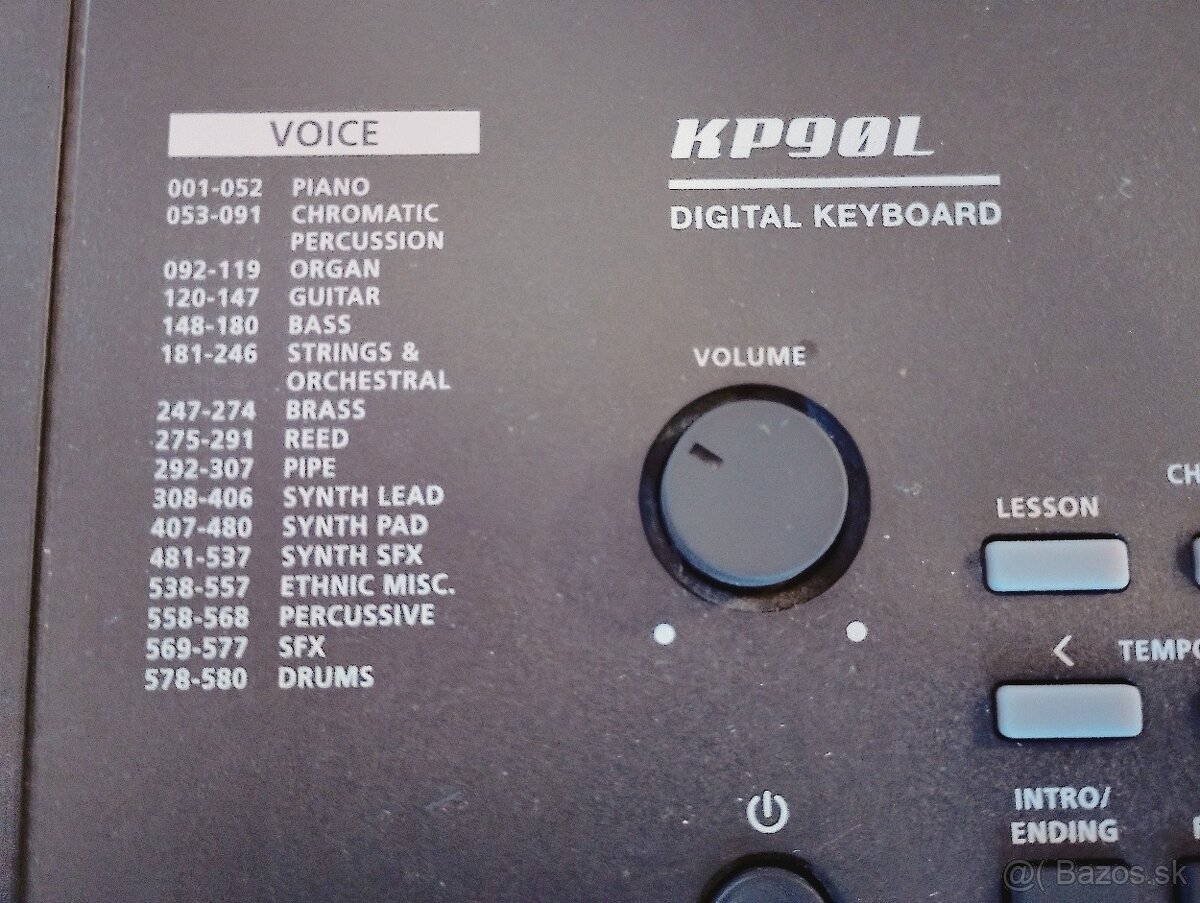 VOICE
001-052 PIANO
053-091 CHROMATIC
PERCUSSION
092-119 ORGAN
120-147 GUITAR
148-180 BASS
181-246 STRINGS &
ORCHESTRAL
247-274 BRASS
275-291 REED
292-307 PIPE
308-406 SYNTH LEAD
407-480 SYNTH PAD
481-537 SYNTH SFX
538-557 ETHNIC MISC.
558-568 PERCUSSIVE
569-577 SFX
578-580 DRUMS
KP90L
DIGITAL KEYBOARD
VOLUME
LESSON
CH
< TEMPO
INTRO/
ENDING
@( Bazos.sk